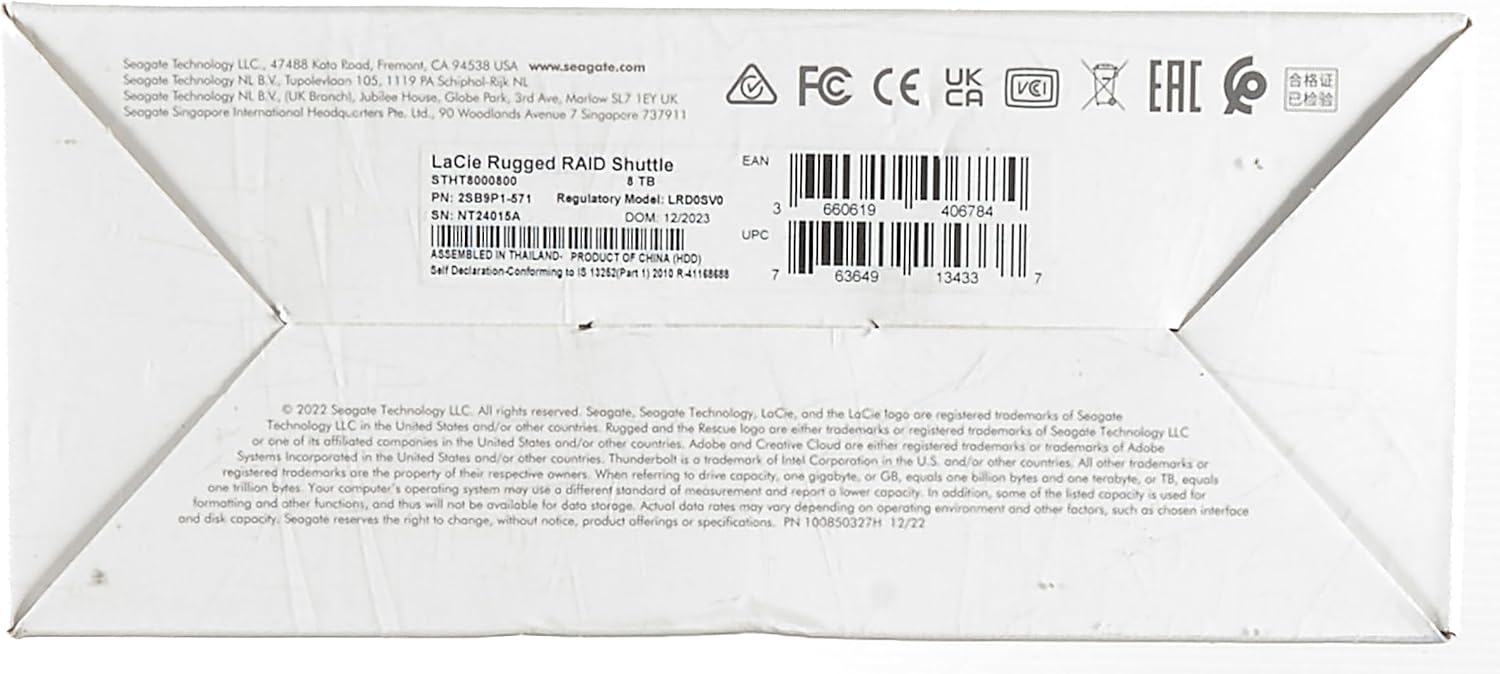 Seagate Technology LLC., 47488 Kato Road, Fremont, CA 94538 USA www.seagate.com
Seagate Technology NL B.V., Tupolevlaan 105, 1119 PA Schiphol-Rijk NL
Seagate Technology NL B.V., (UK Branch), Jubilee House, Globe Park, 3rd Ave, Marlow SL7 1EY UK
Seagate Singapore International Headquarters Pte. Ltd., 90 Woodlands Avenue 7 Singapore 737911
FC CE UK CA VCI EAC
合格证
已检验
LaCie Rugged RAID Shuttle
STHT8000800 8 TB
PN: 2SB9P1-571 Regulatory Model: LRD0SV0
SN: NT24015A DOM: 12/2023
ASSEMBLED IN THAILAND- PRODUCT OF CHINA (HDD)
Self Declaration-Conforming to IS 13252(Part 1) 2010 R-41168688
EAN
3 660619 406784
UPC
7 63649 13433 7
© 2022 Seagate Technology LLC. All rights reserved. Seagate, Seagate Technology, LaCie, and the LaCie logo are registered trademarks of Seagate
Technology LLC in the United States and/or other countries. Rugged and the Rescue logo are either trademarks or registered trademarks of Seagate Technology LLC
or one of its affiliated companies in the United States and/or other countries. Adobe and Creative Cloud are either registered trademarks or trademarks of Adobe
Systems Incorporated in the United States and/or other countries. Thunderbolt is a trademark of Intel Corporation in the U.S. and/or other countries. All other trademarks or
registered trademarks are the property of their respective owners. When referring to drive capacity, one gigabyte, or GB, equals one billion bytes and one terabyte, or TB, equals
one trillion bytes. Your computer's operating system may use a different standard of measurement and report a lower capacity. In addition, some of the listed capacity is used for
formatting and other functions, and thus will not be available for data storage. Actual data rates may vary depending on operating environment and other factors, such as chosen interface
and disk capacity. Seagate reserves the right to change, without notice, product offerings or specifications. PN 100850327H 12/22